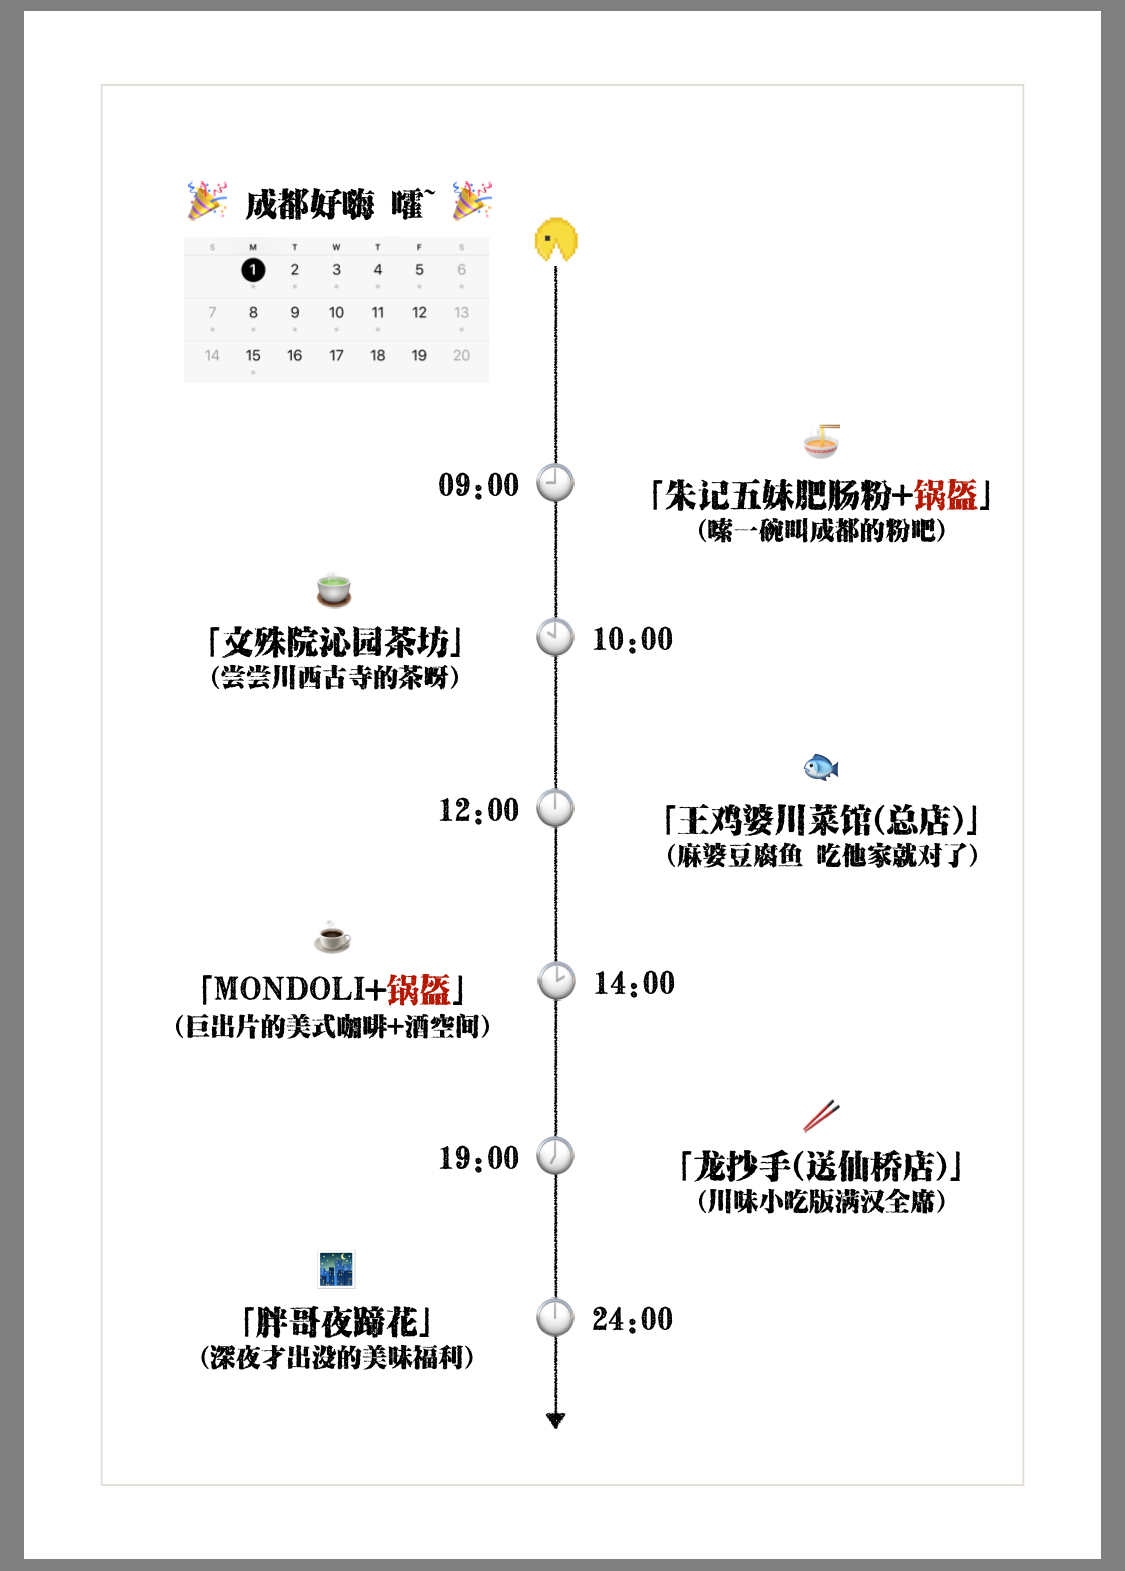 成都好嗨 嚯~
S M T W T F S
1 2 3 4 5 6
7 8 9 10 11 12 13
14 15 16 17 18 19 20
09:00
「朱记五妹肥肠粉+锅盔」
(嗦一碗叫成都的粉吧)
「文殊院沁园茶坊」
(尝尝川西古寺的茶呀)
10:00
12:00
「王鸡婆川菜馆(总店)」
(麻婆豆腐鱼 吃他家就对了)
「MONDOLI+锅盔」
(巨出片的美式咖啡+酒空间)
14:00
19:00
「龙抄手(送仙桥店)」
(川味小吃版满汉全席)
「胖哥夜蹄花」
(深夜才出没的美味福利)
24:00